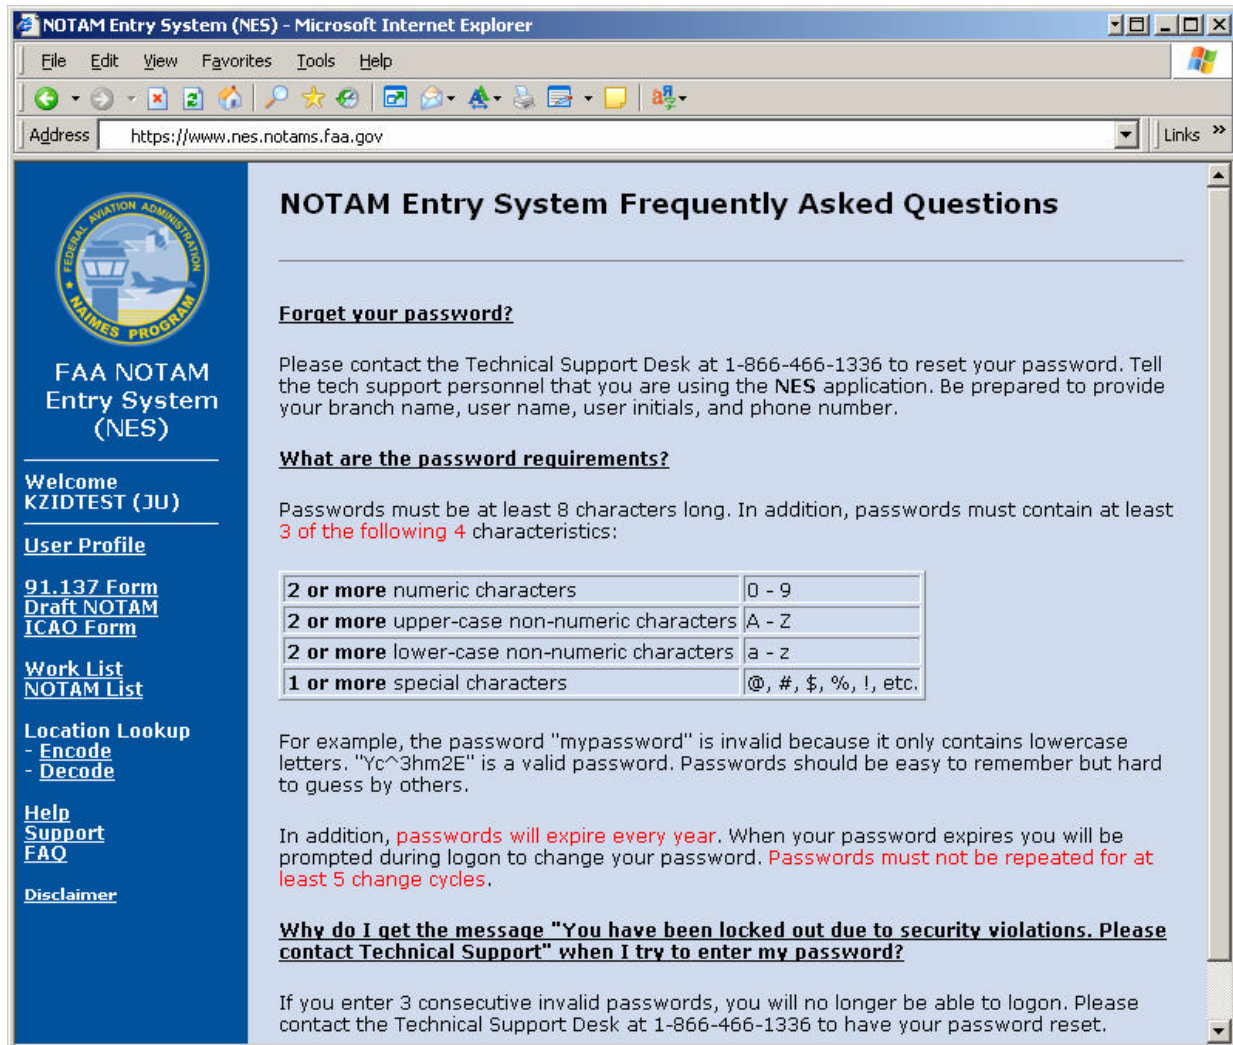 NOTAM Entry System (NES) - Microsoft Internet Explorer
File Edit View Favorites Tools Help
Address https://www.nes.notams.faa.gov Links »
FEDERAL AVIATION ADMINISTRATION
NAIMES PROGRAM
FAA NOTAM
Entry System
(NES)
Welcome
KZIDTEST (JU)
User Profile
91.137 Form
Draft NOTAM
ICAO Form
Work List
NOTAM List
Location Lookup
- Encode
- Decode
Help
Support
FAQ
Disclaimer
NOTAM Entry System Frequently Asked Questions
Forget your password?
Please contact the Technical Support Desk at 1-866-466-1336 to reset your password. Tell
the tech support personnel that you are using the NES application. Be prepared to provide
your branch name, user name, user initials, and phone number.
What are the password requirements?
Passwords must be at least 8 characters long. In addition, passwords must contain at least
3 of the following 4 characteristics:
2 or more numeric characters 0 - 9
2 or more upper-case non-numeric characters A - Z
2 or more lower-case non-numeric characters a - z
1 or more special characters @, #, $, %, !, etc.
For example, the password "mypassword" is invalid because it only contains lowercase
letters. "Yc^3hm2E" is a valid password. Passwords should be easy to remember but hard
to guess by others.
In addition, passwords will expire every year. When your password expires you will be
prompted during logon to change your password. Passwords must not be repeated for at
least 5 change cycles.
Why do I get the message "You have been locked out due to security violations. Please
contact Technical Support" when I try to enter my password?
If you enter 3 consecutive invalid passwords, you will no longer be able to logon. Please
contact the Technical Support Desk at 1-866-466-1336 to have your password reset.